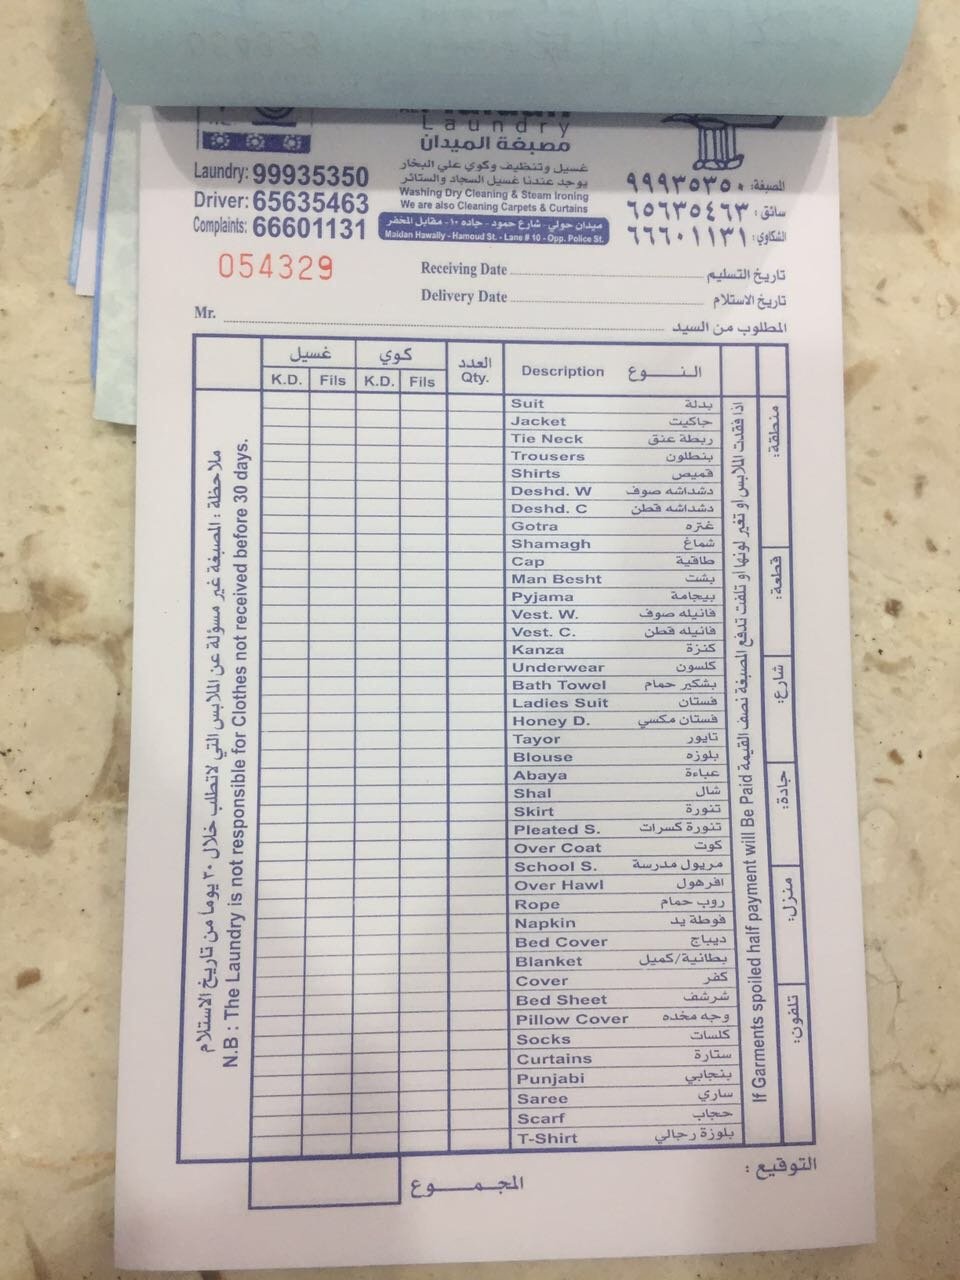 Laundry
مصبغة الميدان
غسيل وتنظيف وكوي علي البخار
يوجد عندنا غسيل السجاد والستائر
Washing Dry Cleaning & Steam Ironing
We are also Cleaning Carpets & Curtains
ميدان حولي - شارع حمود - جاده ١٠ - مقابل المخفر
Maidan Hawally - Hamoud St. - Lane # 10 - Opp. Police St.
Laundry: 99935350
Driver: 65635463
Complaints: 66601131
المصبغة: ٩٩٩٣٥٣٥٠
سائق: ٦٥٦٣٥٤٦٣
الشكاوي: ٦٦٦٠١١٣١
054329
Receiving Date تاريخ التسليم
Delivery Date تاريخ الاستلام
Mr. المطلوب من السيد
غسيل كوي العدد النوع
K.D. Fils K.D. Fils Qty. Description
Suit بدلة
Jacket جاكيت
Tie Neck ربطة عنق
Trousers بنطلون
Shirts قميص
Deshd. W دشداشه صوف
Deshd. C دشداشه قطن
Gotra غتره
Shamagh شماغ
Cap طاقية
Man Besht بشت
Pyjama بيجامة
Vest. W. فانيله صوف
Vest. C. فانيله قطن
Kanza كنزة
Underwear كلسون
Bath Towel بشكير حمام
Ladies Suit فستان
Honey D. فستان مكسي
Tayor تايور
Blouse بلوزه
Abaya عباءة
Shal شال
Skirt تنورة
Pleated S. تنورة كسرات
Over Coat كوت
School S. مريول مدرسة
Over Hawl افرهول
Rope روب حمام
Napkin فوطة يد
Bed Cover ديباج
Blanket بطانية/كمبل
Cover كفر
Bed Sheet شرشف
Pillow Cover وجه مخده
Socks كلسات
Curtains ستارة
Punjabi بنجابي
Saree ساري
Scarf حجاب
T-Shirt بلوزة رجالي
المجموع
التوقيع :
ملاحظة : المصبغة غير مسؤلة عن الملابس التي لاتطلب خلال ٣٠ يوما من تاريخ الاستلام
N.B : The Laundry is not responsible for Clothes not received before 30 days.
اذا فقدت الملابس أو تغير لونها او تلفت تدفع المصبغة نصف القيمة If Garments spoiled half payment will Be Paid
منطقة:
قطعة:
شارع:
جادة:
منزل:
تلفون: